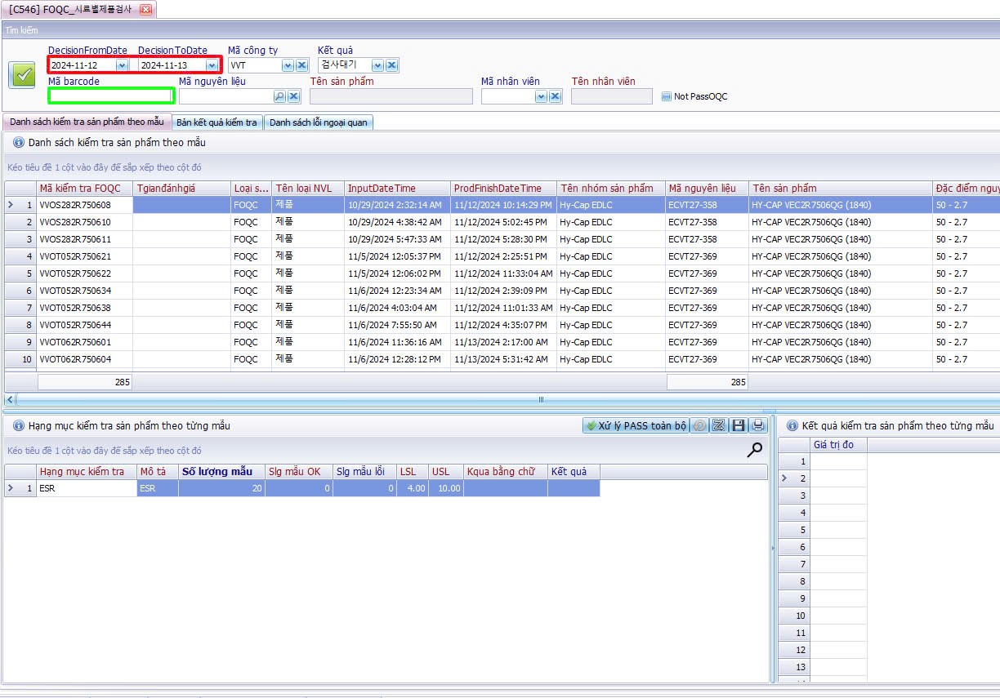 [C546] FOQC_시료별제품검사
Tìm kiếm
DecisionFromDate DecisionToDate Mã công ty Kết quả
2024-11-12 2024-11-13 VVT 검사대기
Mã barcode Mã nguyên liệu Tên sản phẩm Mã nhân viên Tên nhân viên
Not PassOQC
Danh sách kiểm tra sản phẩm theo mẫu Bản kết quả kiểm tra Danh sách lỗi ngoại quan
Danh sách kiểm tra sản phẩm theo mẫu
Kéo tiêu đề 1 cột vào đây để sắp xếp theo cột đó
Mã kiểm tra FOQC Tgianđánhgiá Loại s... Tên loại NVL InputDateTime ProdFinishDateTime Tên nhóm sản phẩm Mã nguyên liệu Tên sản phẩm Đặc điểm nguy
1 VVOS282R750608 FOQC 제품 10/29/2024 2:32:14 AM 11/12/2024 10:14:29 PM Hy-Cap EDLC ECVT27-358 HY-CAP VEC2R7506QG (1840) 50 - 2.7
2 VVOS282R750610 FOQC 제품 10/29/2024 4:38:42 AM 11/12/2024 5:02:45 PM Hy-Cap EDLC ECVT27-358 HY-CAP VEC2R7506QG (1840) 50 - 2.7
3 VVOS282R750611 FOQC 제품 10/29/2024 5:47:33 AM 11/12/2024 5:28:30 PM Hy-Cap EDLC ECVT27-358 HY-CAP VEC2R7506QG (1840) 50 - 2.7
4 VVOT052R750621 FOQC 제품 11/5/2024 12:05:37 PM 11/12/2024 2:25:51 PM Hy-Cap EDLC ECVT27-369 HY-CAP VEC2R7506QG (1840) 50 - 2.7
5 VVOT052R750622 FOQC 제품 11/5/2024 12:06:02 PM 11/12/2024 11:33:04 AM Hy-Cap EDLC ECVT27-369 HY-CAP VEC2R7506QG (1840) 50 - 2.7
6 VVOT052R750634 FOQC 제품 11/6/2024 12:23:34 AM 11/12/2024 2:39:09 PM Hy-Cap EDLC ECVT27-369 HY-CAP VEC2R7506QG (1840) 50 - 2.7
7 VVOT052R750638 FOQC 제품 11/6/2024 4:03:04 AM 11/12/2024 11:01:33 AM Hy-Cap EDLC ECVT27-369 HY-CAP VEC2R7506QG (1840) 50 - 2.7
8 VVOT052R750644 FOQC 제품 11/6/2024 7:55:50 AM 11/12/2024 4:35:07 PM Hy-Cap EDLC ECVT27-369 HY-CAP VEC2R7506QG (1840) 50 - 2.7
9 VVOT062R750601 FOQC 제품 11/6/2024 11:36:16 AM 11/13/2024 2:17:00 AM Hy-Cap EDLC ECVT27-369 HY-CAP VEC2R7506QG (1840) 50 - 2.7
10 VVOT062R750604 FOQC 제품 11/6/2024 12:28:12 PM 11/13/2024 5:31:42 AM Hy-Cap EDLC ECVT27-369 HY-CAP VEC2R7506QG (1840) 50 - 2.7
285 285
Hạng mục kiểm tra sản phẩm theo từng mẫu Xử lý PASS toàn bộ
Kéo tiêu đề 1 cột vào đây để sắp xếp theo cột đó
Hạng mục kiểm tra Mô tả Số lượng mẫu Slg mẫu OK Slg mẫu lỗi LSL USL Kqua bằng chữ Kết quả
1 ESR ESR 20 0 0 4.00 10.00
Kết quả kiểm tra sản phẩm theo từng mẫu
Giá trị đo
1
2
3
4
5
6
7
8
9
10
11
12
13